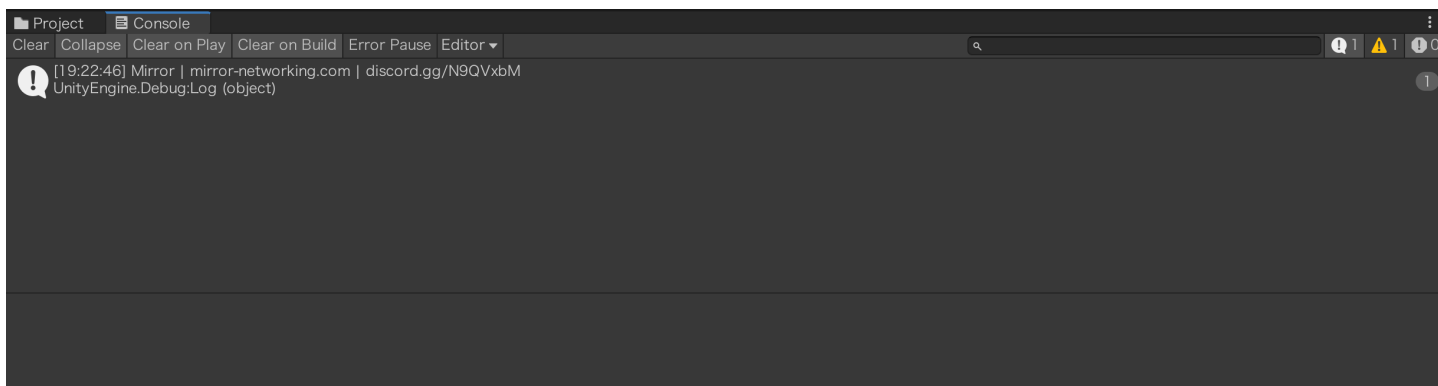 Project Console
Clear Collapse Clear on Play Clear on Build Error Pause Editor 1 1 0
[19:22:46] Mirror | mirror-networking.com | discord.gg/N9QVxbM 1
UnityEngine.Debug:Log (object)